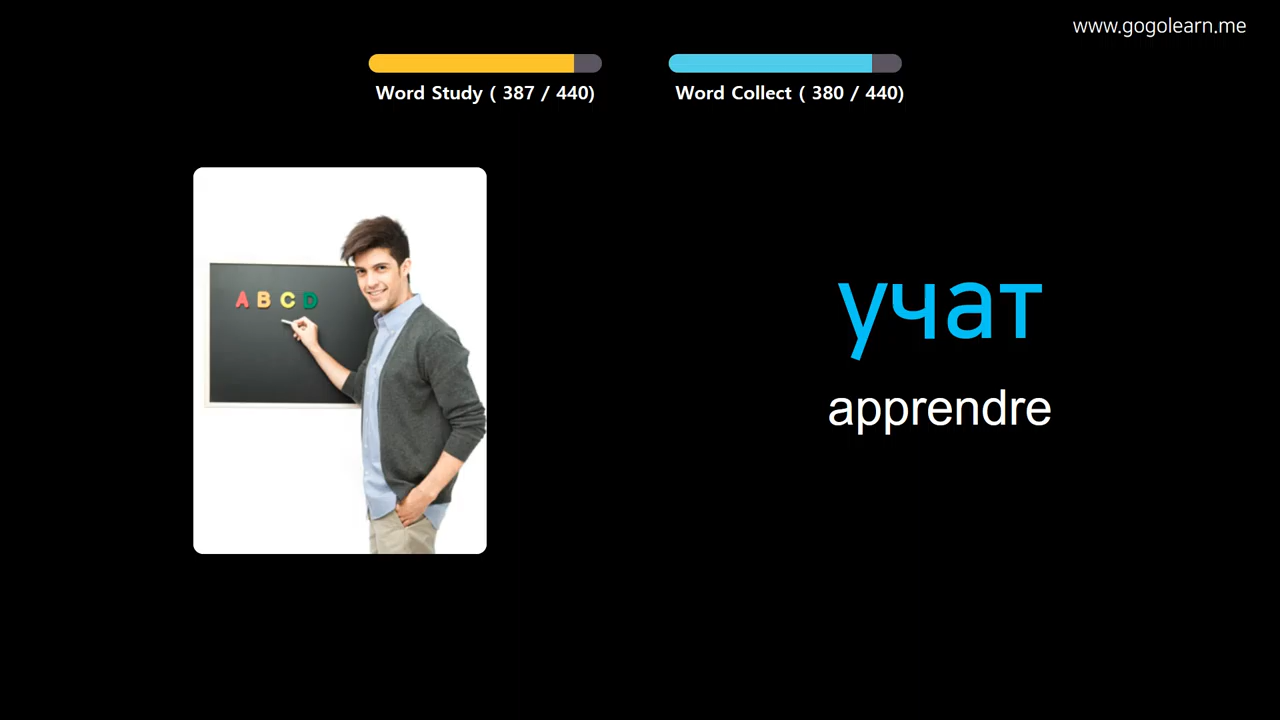 www.gogolearn.me
Word Study ( 387 / 440)
Word Collect ( 380 / 440)
A B C D
учат
apprendre